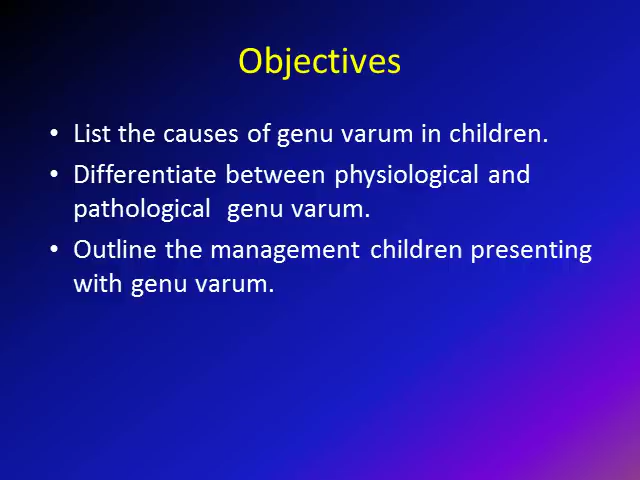 Objectives
• List the causes of genu varum in children.
• Differentiate between physiological and
pathological  genu varum.
• Outline the management children presenting
with genu varum.